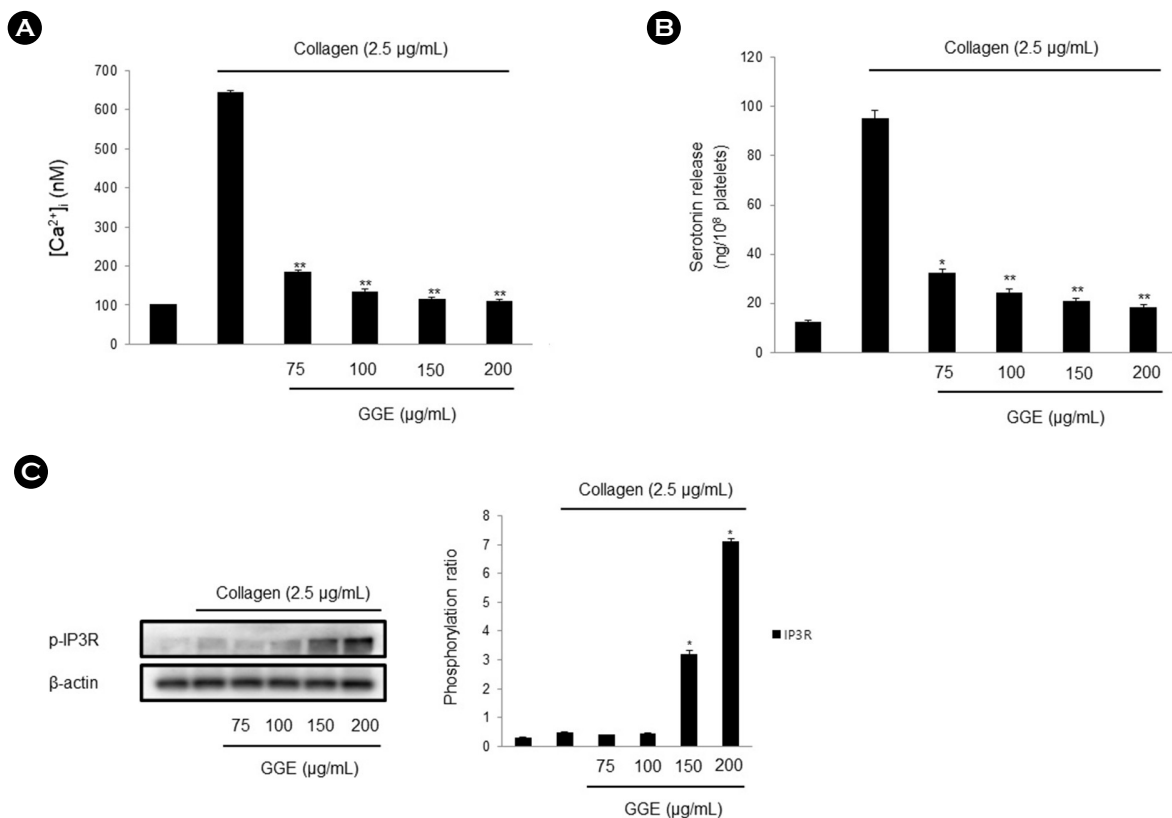 A
Collagen (2.5 µg/mL)
700
600
500
400
300
200
100
0
[Ca²⁺]ᵢ (nM)
** ** ** **
75 100 150 200
GGE (µg/mL)
B
Collagen (2.5 µg/mL)
120
100
80
60
40
20
0
Serotonin release
(ng/10⁸ platelets)
* ** ** **
75 100 150 200
GGE (µg/mL)
C
Collagen (2.5 µg/mL)
p-IP3R
β-actin
75 100 150 200
GGE (µg/mL)
Collagen (2.5 µg/mL)
8
7
6
5
4
3
2
1
0
Phosphorylation ratio
* *
IP3R
75 100 150 200
GGE (µg/mL)